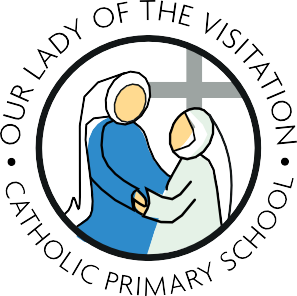 OUR LADY OF THE VISITATION
• CATHOLIC PRIMARY SCHOOL •